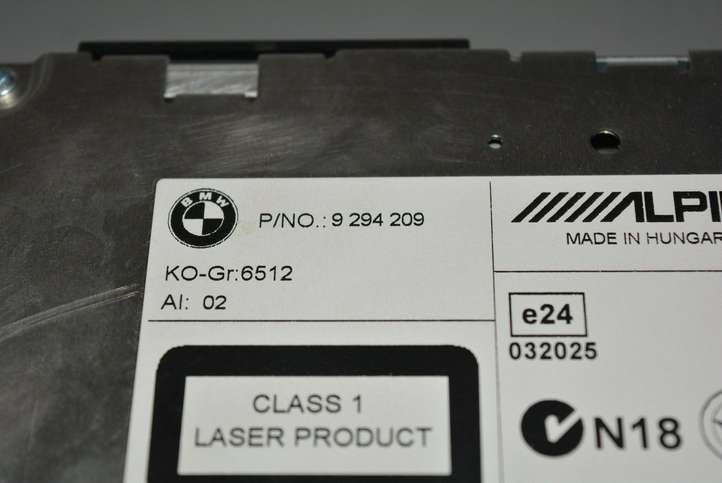 BMW
P/NO.: 9 294 209
KO-Gr:6512
AI: 02
CLASS 1
LASER PRODUCT
ALPI
MADE IN HUNGAR
e24
032025
N18